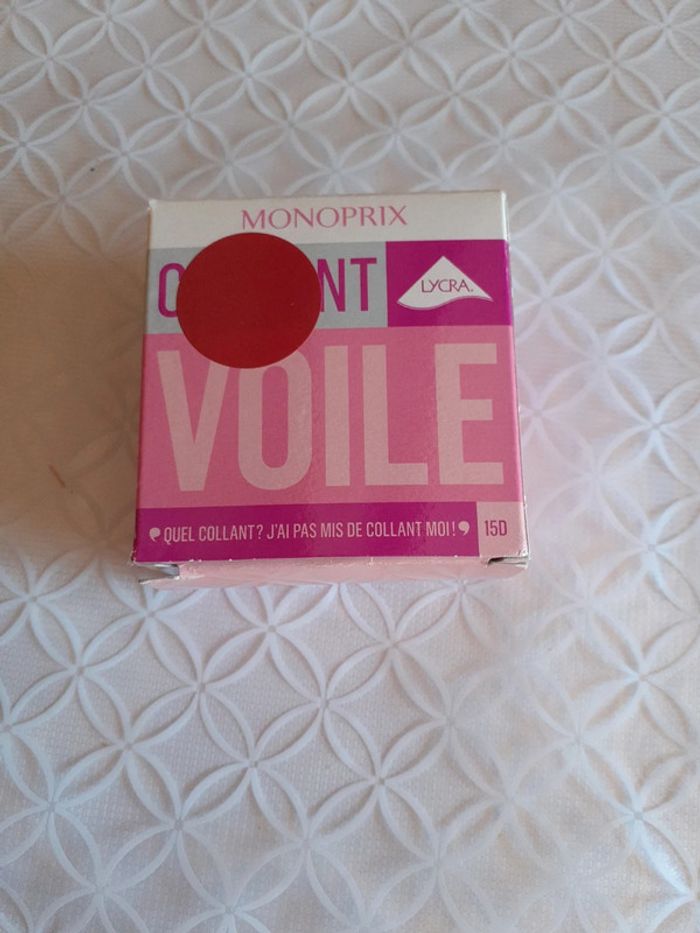 MONOPRIX
LYCRA.
VOILE
QUEL COLLANT? J'AI PAS MIS DE COLLANT MOI! 15D